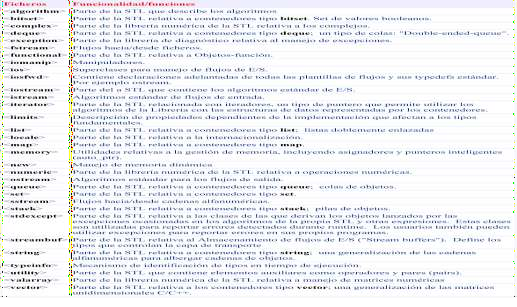 Ficheros Funcionalidad/funciones
<algorithm> Parte de la STL que describe los algoritmos
<bitset> Parte de la STL relativa a contenedores tipo bitset. Set de valores booleanos.
<complex> Parte de la librería numérica de la STL relativa a los complejos.
<deque> Parte de la STL relativa a contenedores tipo deque; un tipo de colas: "Double-ended-queue".
<exception> Parte de la librería de diagnóstico relativa al manejo de excepciones.
<fstream> Flujos hacia/desde ficheros.
<functional> Parte de la STL relativa a Objetos-función.
<iomanip> Manipuladores.
<ios> Superclases para manejo de flujos de E/S.
<iosfwd> Contiene declaraciones adelantadas de todas las plantillas de flujos y sus typedefs estándar.
Por ejemplo ostream.
<iostream> Parte del a STL que contiene los algoritmos estándar de E/S.
<istream> Algoritmos estándar de flujos de entrada.
<iterator> Parte de la STL relacionada con iteradores, un tipo de puntero que permite utilizar los
algoritmos de la Librería con las estructuras de datos representadas por los contenedores.
<limits> Descripción de propiedades dependientes de la implementación que afectan a los tipos
fundamentales.
<list> Parte de la STL relativa a contenedores tipo list; listas doblemente enlazadas
<locale> Parte de la STL relativa a la internacionalización.
<map> Parte de la STL relativa a contenedores tipo map.
<memory> Utilidades relativas a la gestión de memoria, incluyendo asignadores y punteros inteligentes
(auto_ptr).
<new> Manejo de memoria dinámica
<numeric> Parte de la librería numérica de la STL relativa a operaciones numéricas.
<ostream> Algoritmos estándar para los flujos de salida.
<queue> Parte de la STL relativa a contenedores tipo queue; colas de objetos.
<set> Parte de la STL relativa a contenedores tipo set.
<sstream> Flujos hacia/desde cadenas alfanuméricas.
<stack> Parte de la STL relativa a contenedores tipo stack; pilas de objetos.
<stdexcept> Parte de la STL relativa a las clases de las que derivan los objetos lanzados por las
excepciones ocasionadas en los algoritmos de la propia STL y otras expresiones. Estas clases
son utilizadas para reportar errores detectados durante runtime. Los usuarios también pueden
utilizar excepciones para reportar errores en sus propios programas.
<streambuf> Parte de la STL relativa al Almacenamiento de flujos de E/S ("Stream buffers"). Define los
tipos que controlan la capa de transporte
<string> Parte de la STL relativa a contenedores tipo string; una generalización de las cadenas
alfanuméricas para albergar cadenas de objetos.
<typeinfo> Mecanismo de identificación de tipos en tiempo de ejecución
<utility> Parte de la STL que contiene elementos auxiliares como operadores y pares (pairs).
<valarray> Parte de la librería numérica de la STL relativa a manejo de matrices numéricas
<vector> Parte de la STL relativa a los contenedores tipo vector; una generalización de las matrices
unidimensionales C/C++.